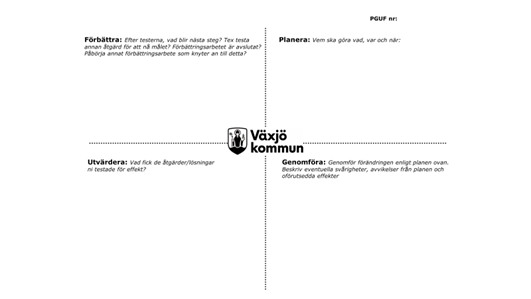 PGUF nr:
Förbättra: Efter testerna, vad blir nästa steg? Tex testa
annan åtgärd för att nå målet? Förbättringsarbetet är avslutat?
Påbörja annat förbättringsarbete som knyter an till detta?
Planera: Vem ska göra vad, var och när:
Växjö
kommun
Utvärdera: Vad fick de åtgärder/lösningar
ni testade för effekt?
Genomföra: Genomför förändringen enligt planen ovan.
Beskriv eventuella svårigheter, avvikelser från planen och
oförutsedda effekter